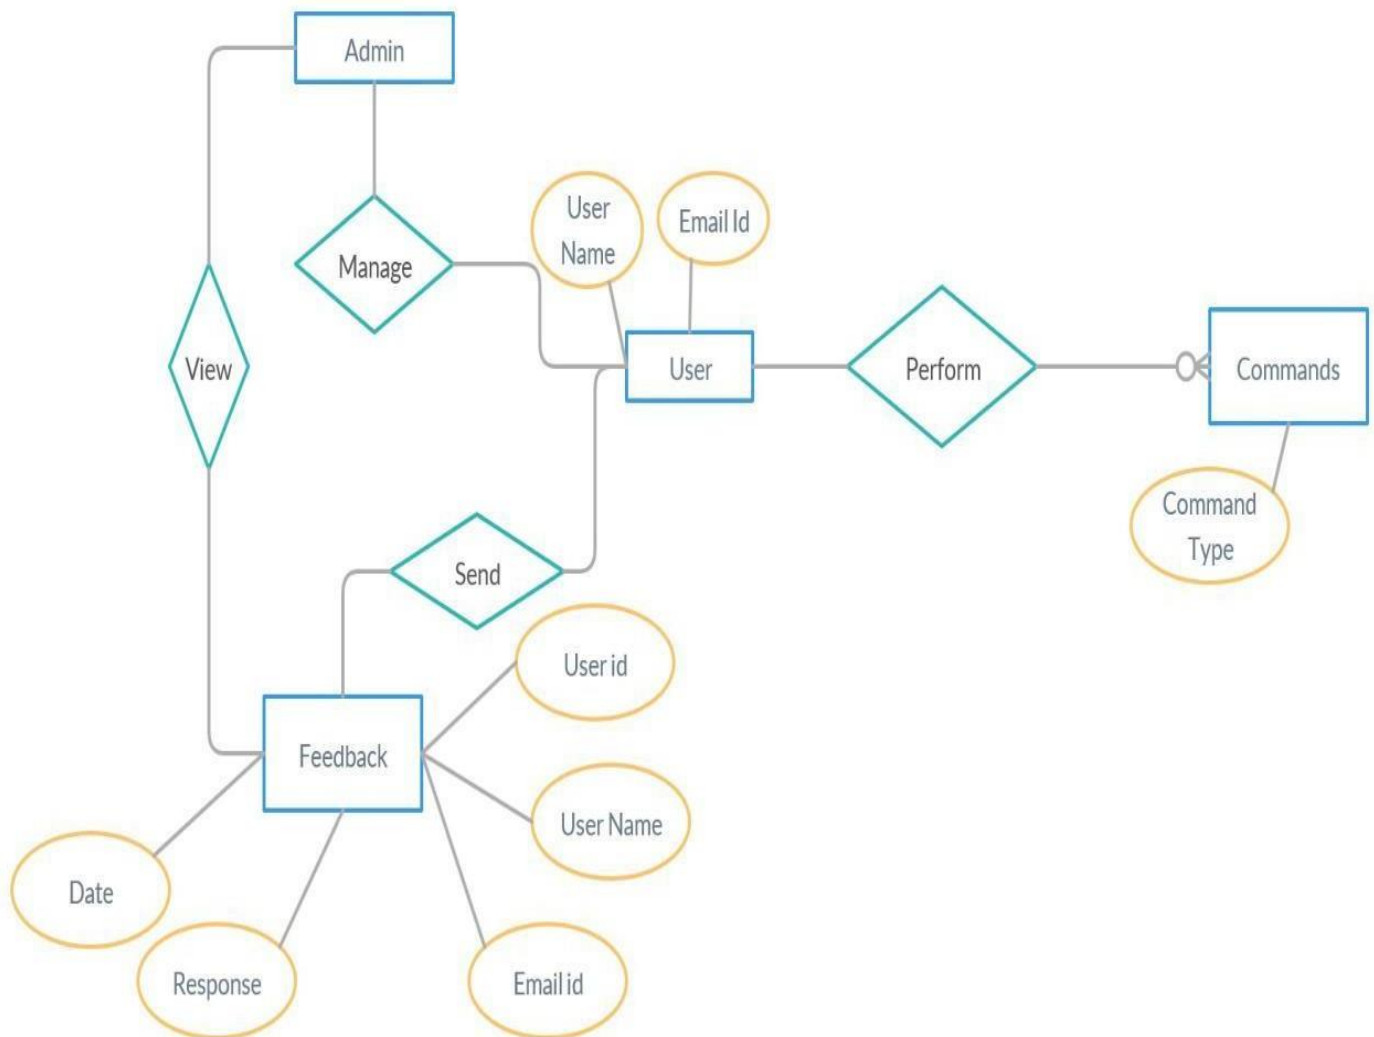 Admin
User
Name
Email Id
Manage
View
User
Perform
Commands
Command
Type
Send
User id
Feedback
User Name
Date
Response
Email id